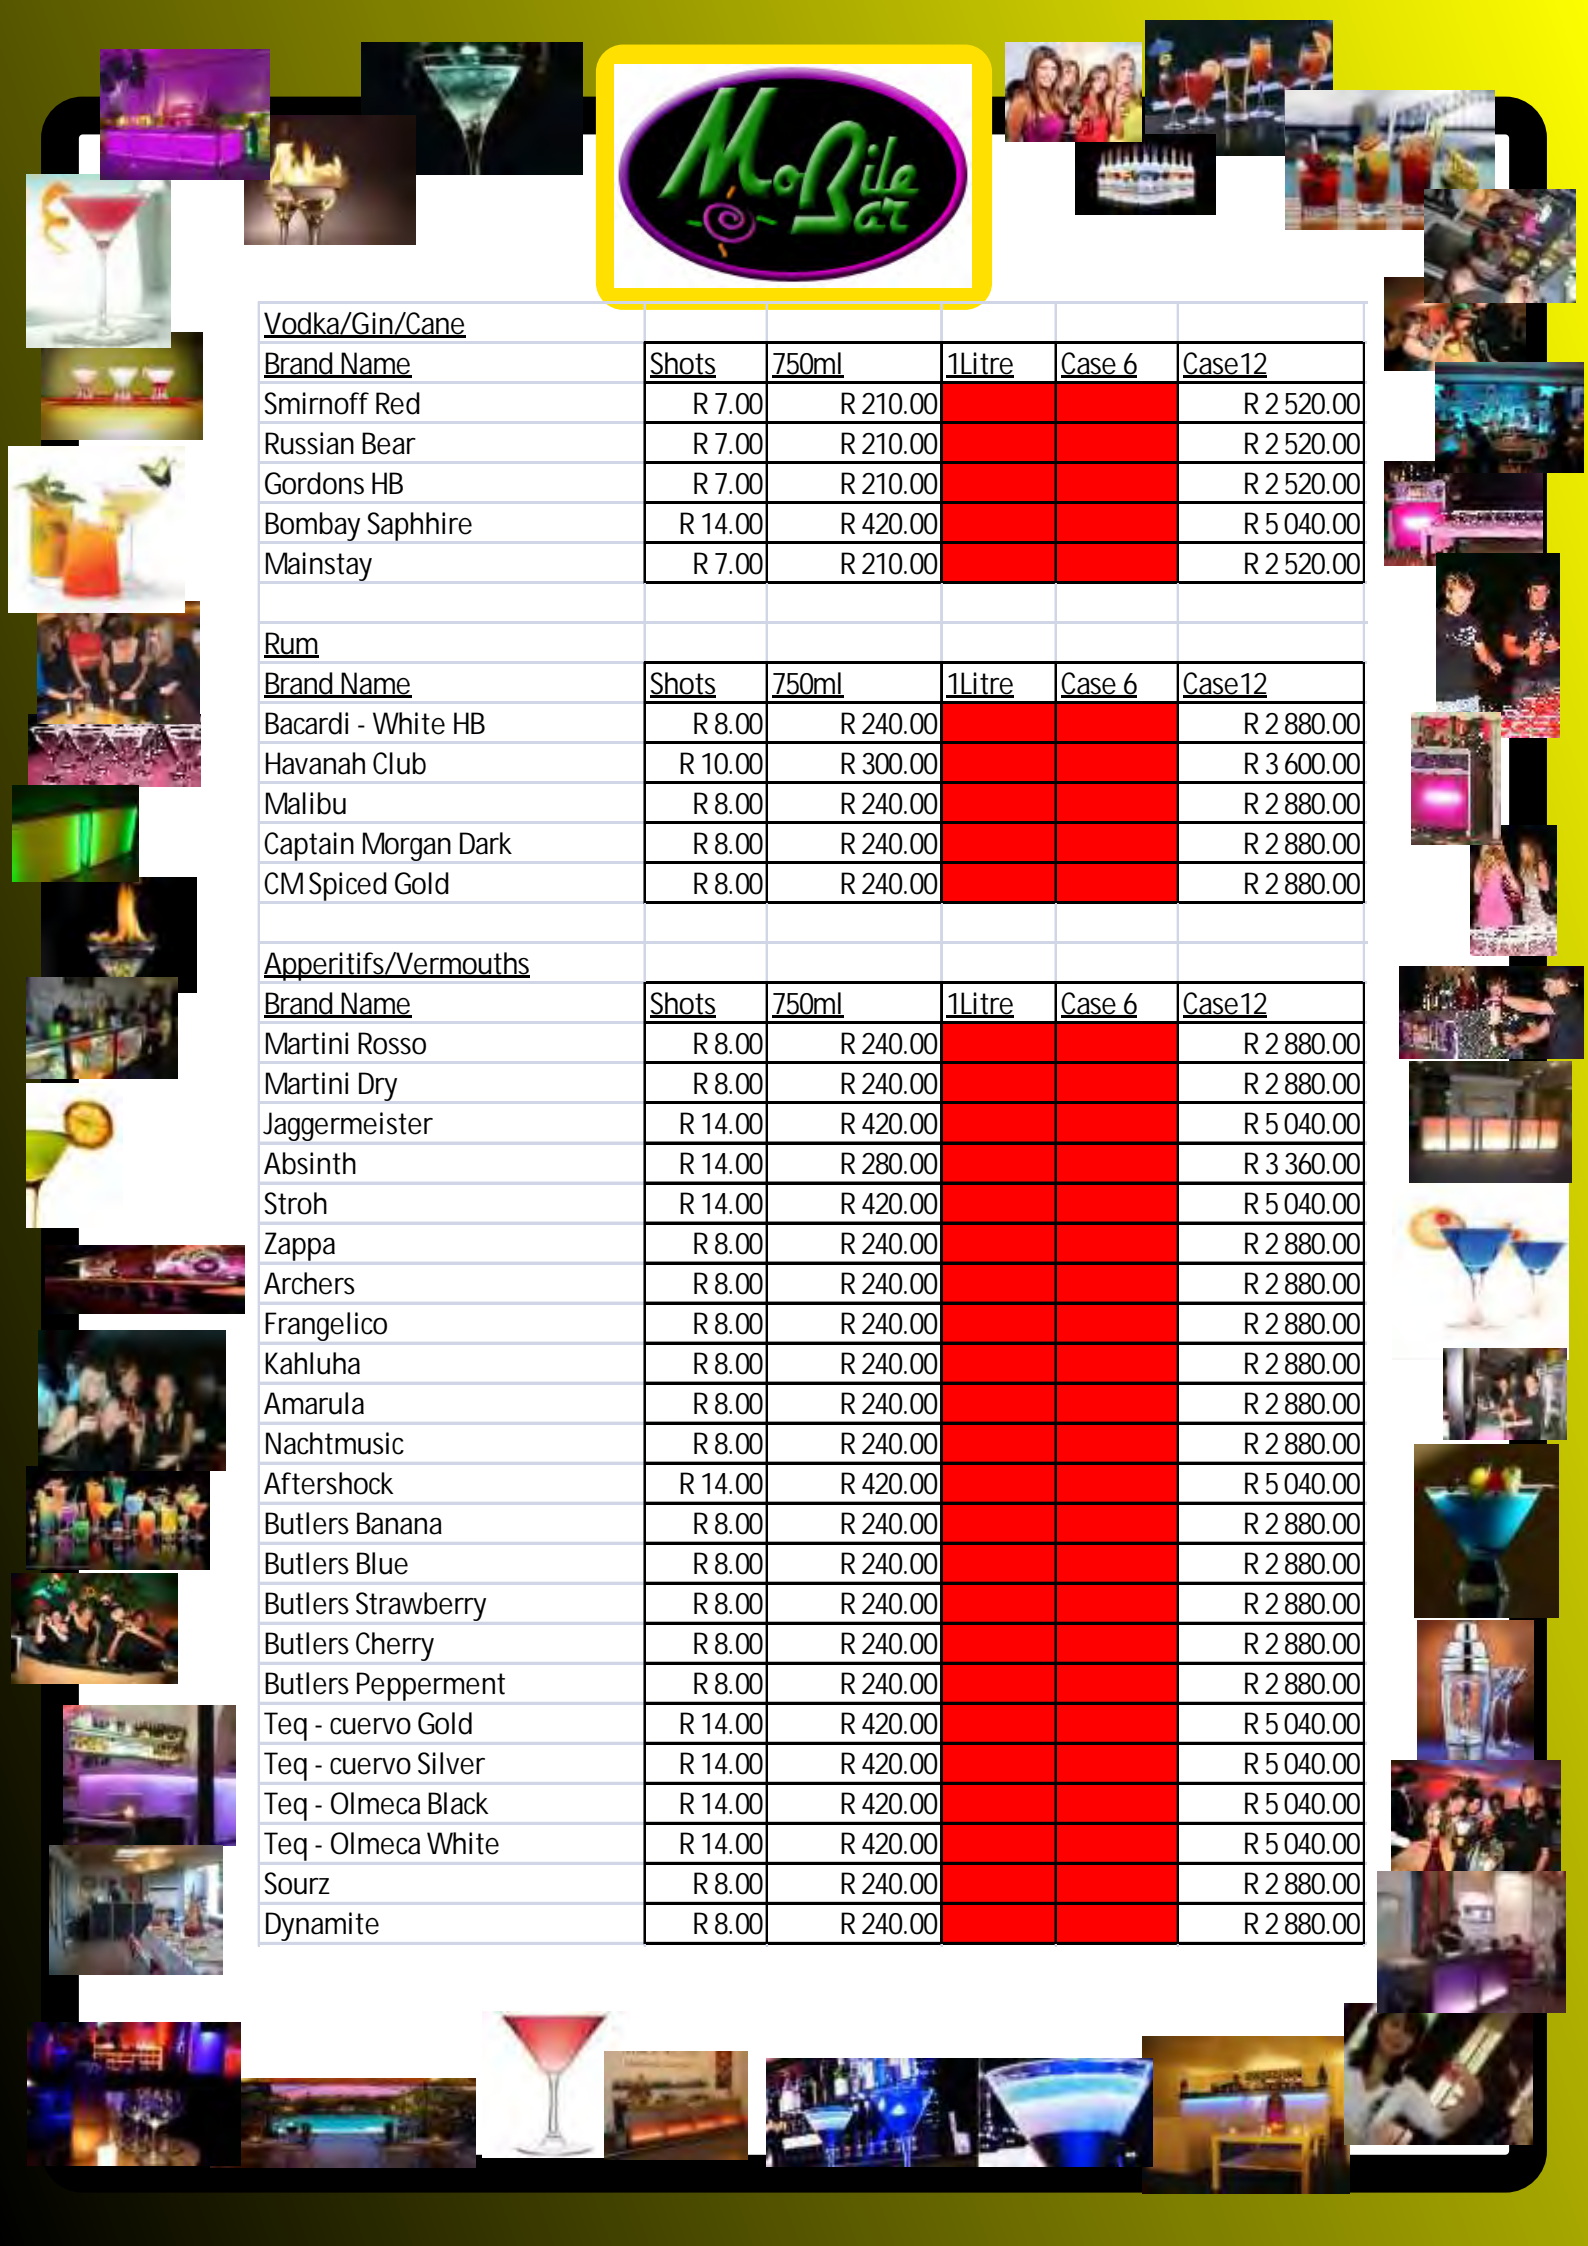 MoBile
Bar
Vodka/Gin/Cane
Brand Name Shots 750ml 1Litre Case 6 Case12
Smirnoff Red R 7.00 R 210.00 R 2 520.00
Russian Bear R 7.00 R 210.00 R 2 520.00
Gordons HB R 7.00 R 210.00 R 2 520.00
Bombay Saphhire R 14.00 R 420.00 R 5 040.00
Mainstay R 7.00 R 210.00 R 2 520.00
Rum
Brand Name Shots 750ml 1Litre Case 6 Case12
Bacardi - White HB R 8.00 R 240.00 R 2 880.00
Havanah Club R 10.00 R 300.00 R 3 600.00
Malibu R 8.00 R 240.00 R 2 880.00
Captain Morgan Dark R 8.00 R 240.00 R 2 880.00
CM Spiced Gold R 8.00 R 240.00 R 2 880.00
Apperitifs/Vermouths
Brand Name Shots 750ml 1Litre Case 6 Case12
Martini Rosso R 8.00 R 240.00 R 2 880.00
Martini Dry R 8.00 R 240.00 R 2 880.00
Jaggermeister R 14.00 R 420.00 R 5 040.00
Absinth R 14.00 R 280.00 R 3 360.00
Stroh R 14.00 R 420.00 R 5 040.00
Zappa R 8.00 R 240.00 R 2 880.00
Archers R 8.00 R 240.00 R 2 880.00
Frangelico R 8.00 R 240.00 R 2 880.00
Kahluha R 8.00 R 240.00 R 2 880.00
Amarula R 8.00 R 240.00 R 2 880.00
Nachtmusic R 8.00 R 240.00 R 2 880.00
Aftershock R 14.00 R 420.00 R 5 040.00
Butlers Banana R 8.00 R 240.00 R 2 880.00
Butlers Blue R 8.00 R 240.00 R 2 880.00
Butlers Strawberry R 8.00 R 240.00 R 2 880.00
Butlers Cherry R 8.00 R 240.00 R 2 880.00
Butlers Pepperment R 8.00 R 240.00 R 2 880.00
Teq - cuervo Gold R 14.00 R 420.00 R 5 040.00
Teq - cuervo Silver R 14.00 R 420.00 R 5 040.00
Teq - Olmeca Black R 14.00 R 420.00 R 5 040.00
Teq - Olmeca White R 14.00 R 420.00 R 5 040.00
Sourz R 8.00 R 240.00 R 2 880.00
Dynamite R 8.00 R 240.00 R 2 880.00